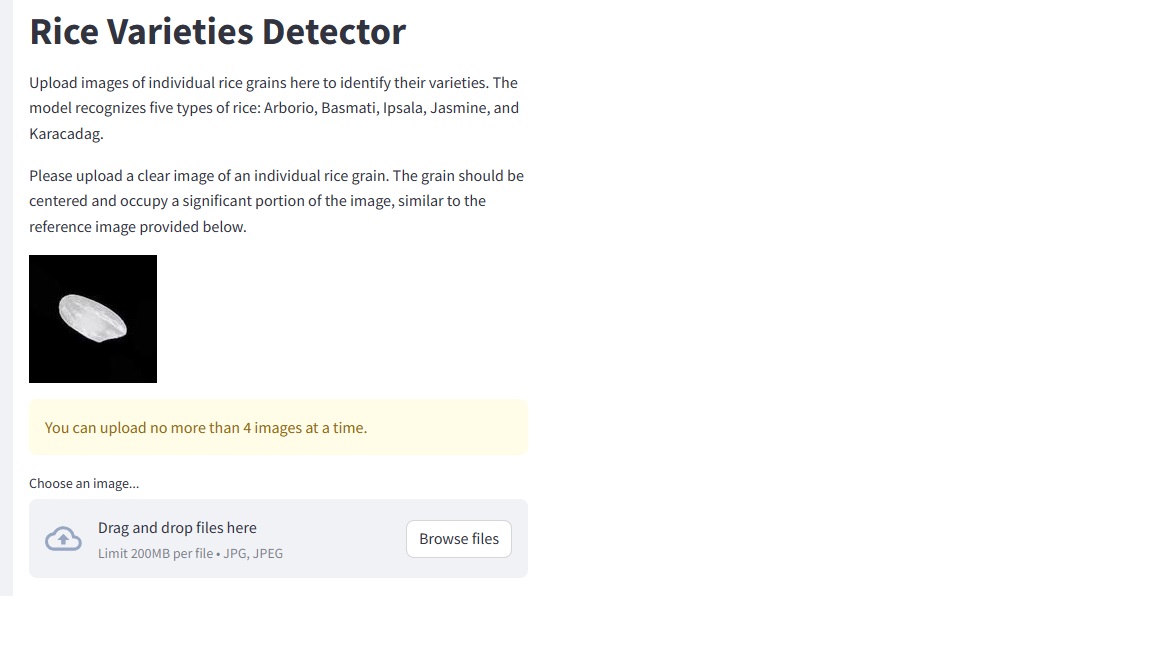 Rice Varieties Detector
Upload images of individual rice grains here to identify their varieties. The
model recognizes five types of rice: Arborio, Basmati, Ipsala, Jasmine, and
Karacadag.
Please upload a clear image of an individual rice grain. The grain should be
centered and occupy a significant portion of the image, similar to the
reference image provided below.
You can upload no more than 4 images at a time.
Choose an image...
Drag and drop files here
Limit 200MB per file • JPG, JPEG
Browse files